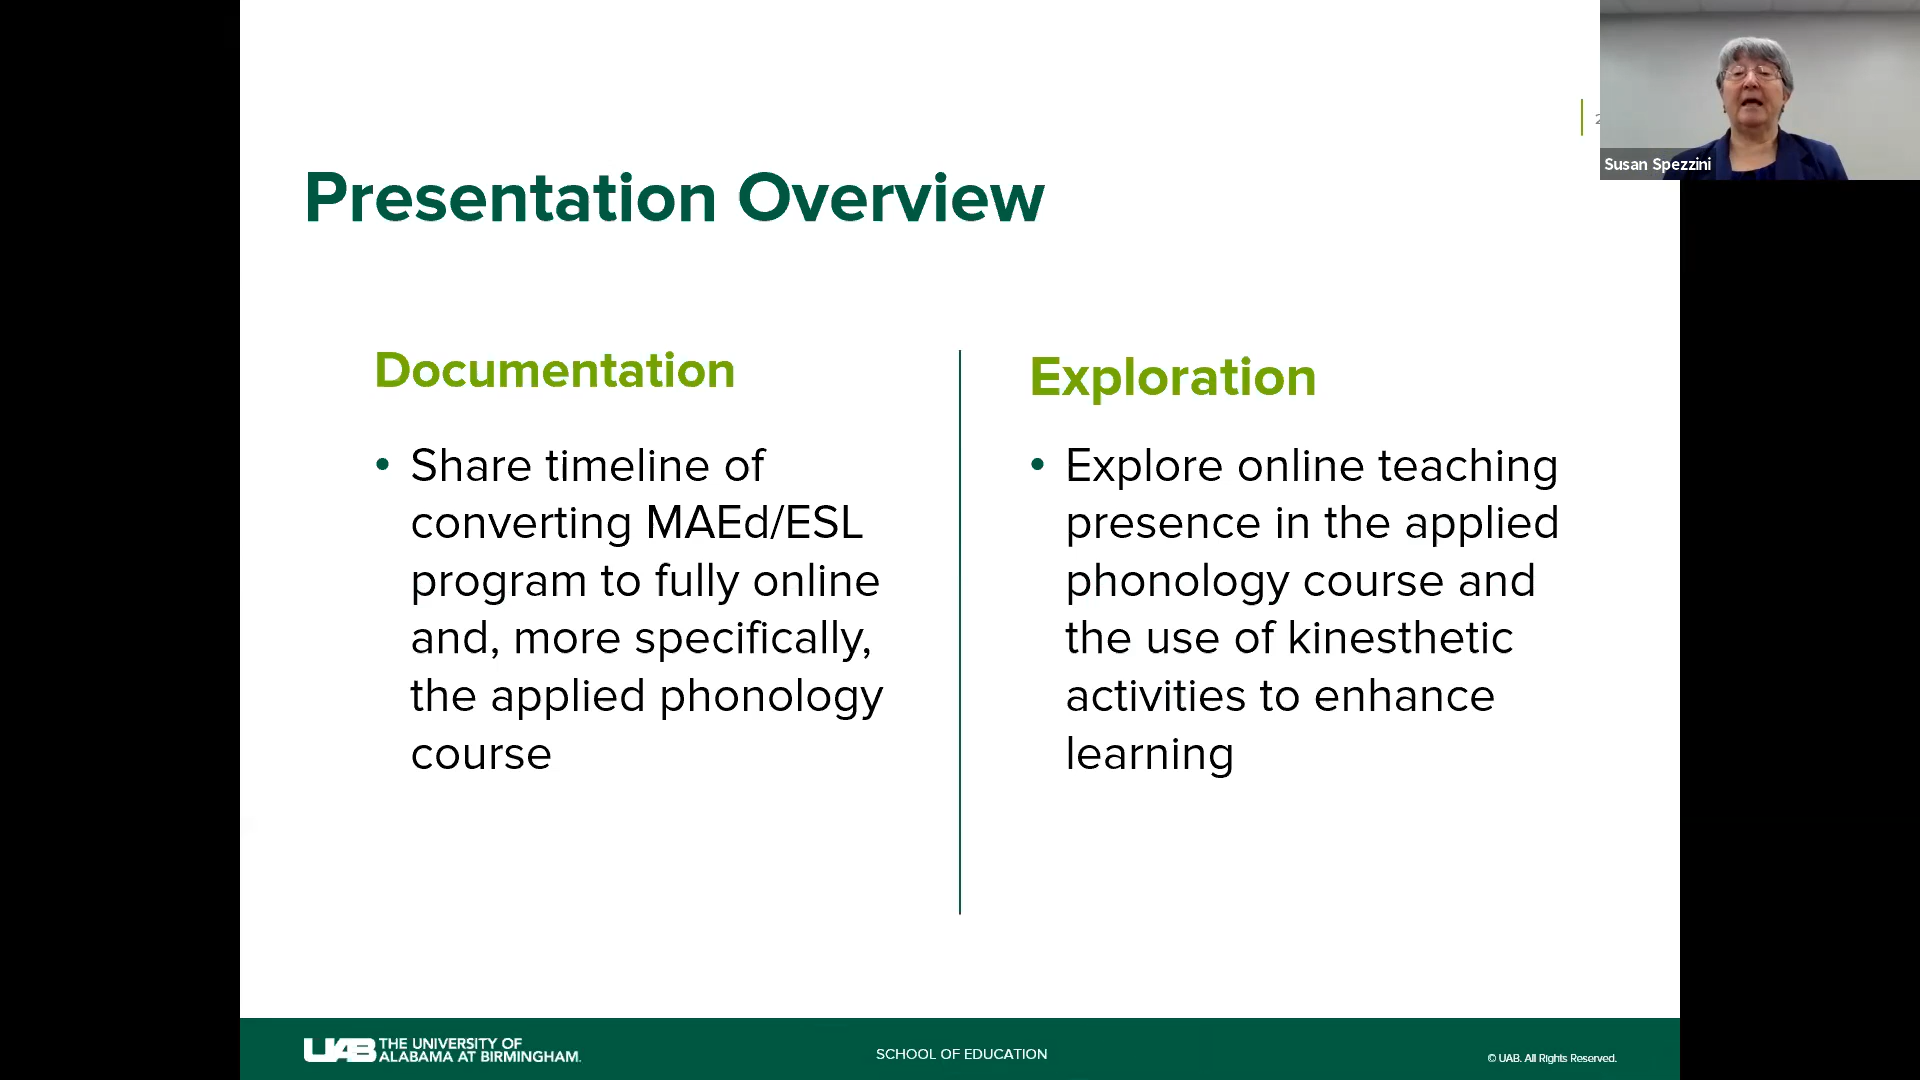 2
Susan Spezzini
Presentation Overview
Documentation
• Share timeline of
converting MAEd/ESL
program to fully online
and, more specifically,
the applied phonology
course
Exploration
• Explore online teaching
presence in the applied
phonology course and
the use of kinesthetic
activities to enhance
learning
UAB THE UNIVERSITY OF
ALABAMA AT BIRMINGHAM.
SCHOOL OF EDUCATION
© UAB. All Rights Reserved.